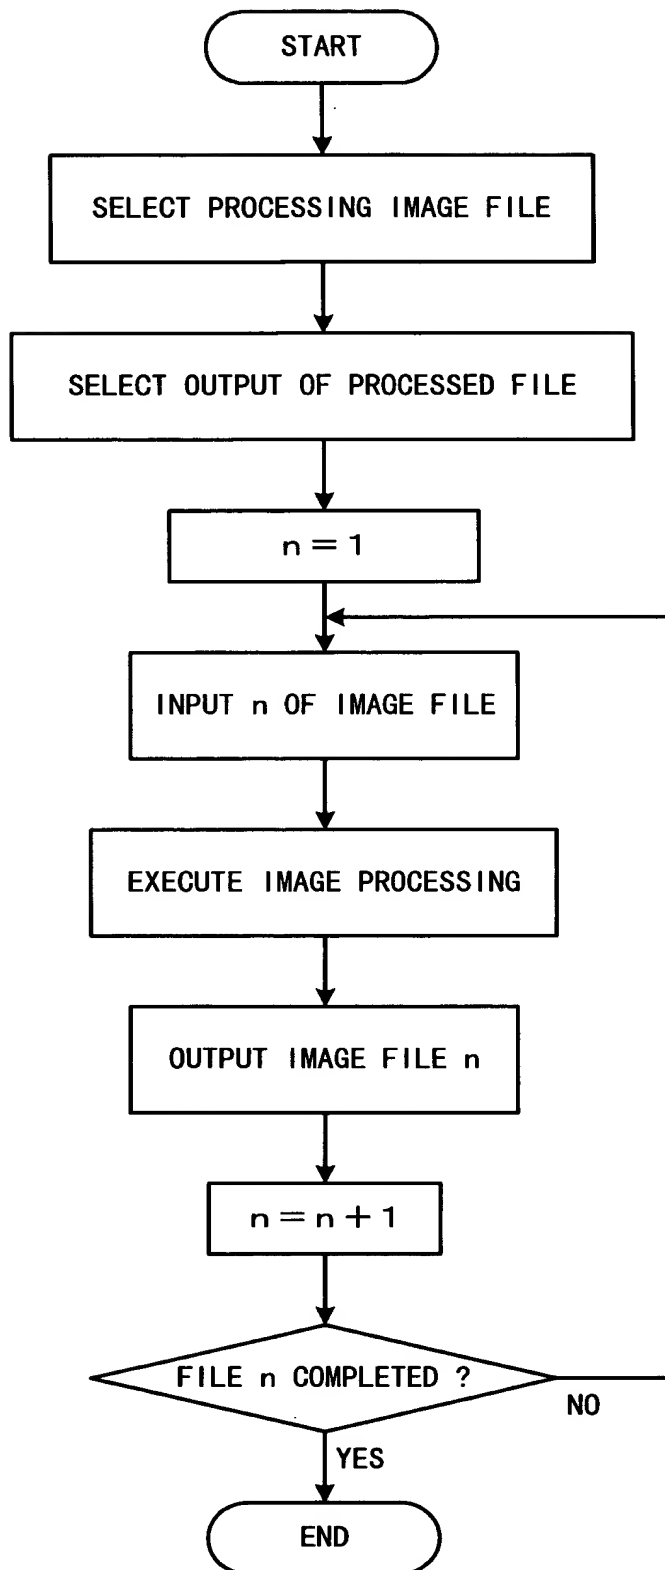 START
SELECT PROCESSING IMAGE FILE
SELECT OUTPUT OF PROCESSED FILE
n=1
INPUT n OF IMAGE FILE
EXECUTE IMAGE PROCESSING
OUTPUT IMAGE FILE n
n=n+1
FILE n COMPLETED ?
NO
YES
END